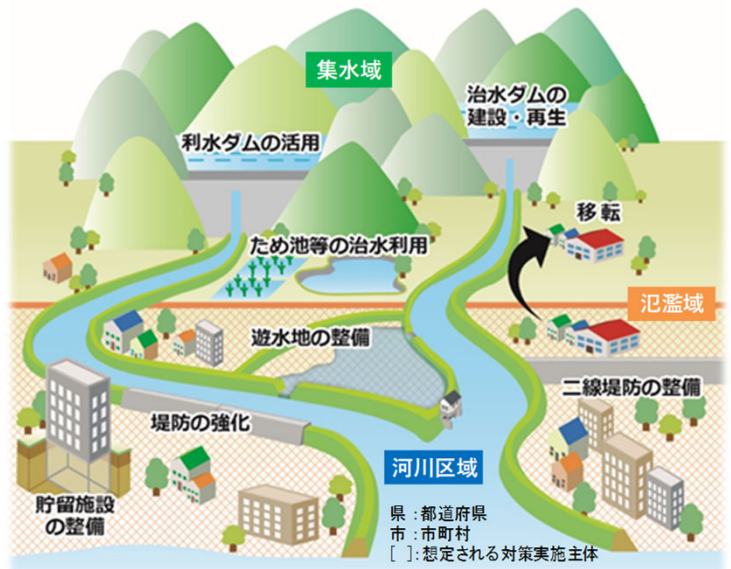 集水域
治水ダムの
建設・再生
利水ダムの活用
移転
ため池等の治水利用
氾濫域
遊水地の整備
二線堤防の整備
堤防の強化
河川区域
貯留施設
の整備
県：都道府県
市：市町村
[　]：想定される対策実施主体